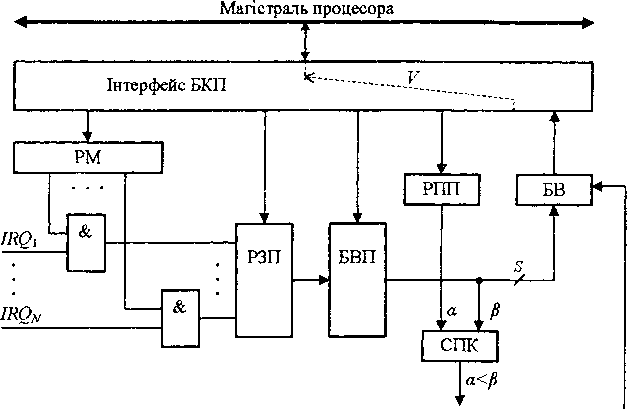 Магістраль процесора
Інтерфейс БКП
V
РМ
. . .
РПП
БВ
&
IRQ1
РЗП
БВП
S
&
IRQN
α
β
СПК
α<β